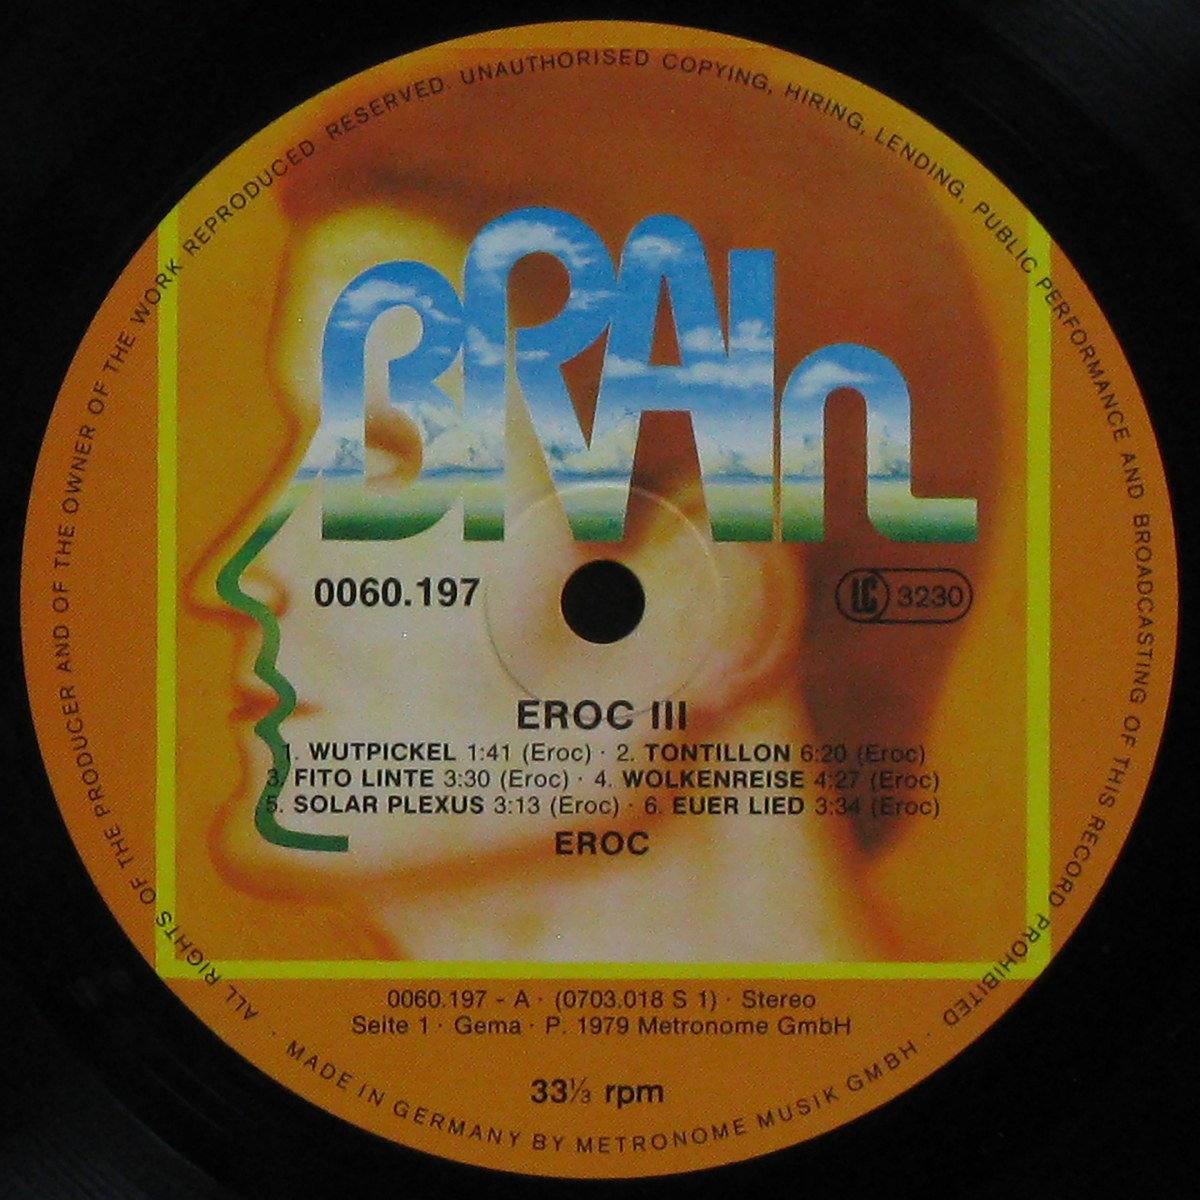 ALL RIGHTS OF THE PRODUCER AND OF THE OWNER OF THE WORK REPRODUCED RESERVED. UNAUTHORISED COPYING, HIRING, LENDING, PUBLIC PERFORMANCE AND BROADCASTING OF THIS RECORD PROHIBITED ·
BRAIn
0060.197
LC 3230
EROC III
1. WUTPICKEL 1:41 (Eroc) · 2. TONTILLON 6:20 (Eroc)
3. FITO LINTE 3:30 (Eroc) · 4. WOLKENREISE 4:27 (Eroc)
5. SOLAR PLEXUS 3:13 (Eroc) · 6. EUER LIED 3:34 (Eroc)
EROC
0060.197 - A · (0703.018 S 1) · Stereo
Seite 1 · Gema · P. 1979 Metronome GmbH
33⅓ rpm
MADE IN GERMANY BY METRONOME MUSIK GMBH ·